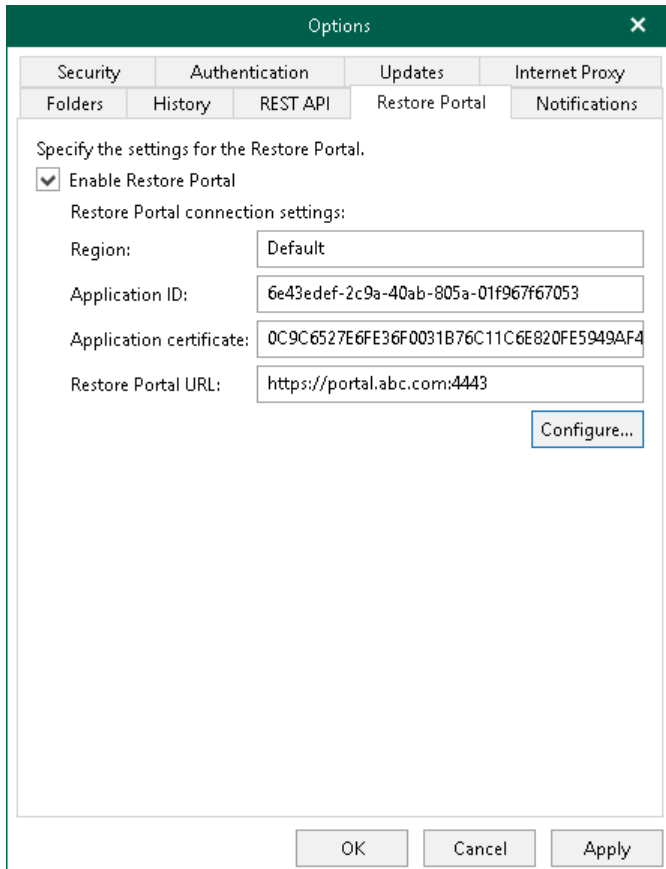 Options
Security Authentication Updates Internet Proxy
Folders History REST API Restore Portal Notifications
Specify the settings for the Restore Portal.
Enable Restore Portal
Restore Portal connection settings:
Region: Default
Application ID: 6e43edef-2c9a-40ab-805a-01f967f67053
Application certificate: 0C9C6527E6FE36F0031B76C11C6E820FE5949AF4
Restore Portal URL: https://portal.abc.com:4443
Configure...
OK Cancel Apply